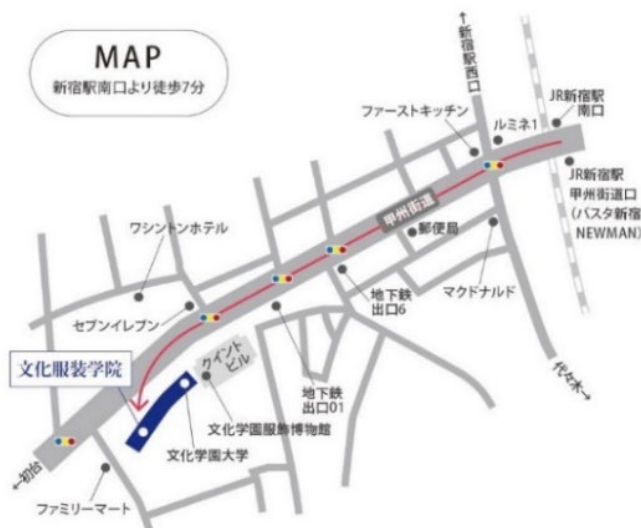 MAP
新宿駅南口より徒歩7分
←新宿駅西口
ファーストキッチン
ルミネ1
JR新宿駅
南口
JR新宿駅
甲州街道口
(バスタ新宿
NEWMAN)
甲州街道
郵便局
マクドナルド
ワシントンホテル
セブンイレブン
地下鉄
出口6
地下鉄
出口01
クイント
ビル
文化服装学院
文化学園服飾博物館
文化学園大学
代々木→
←初台
ファミリーマート